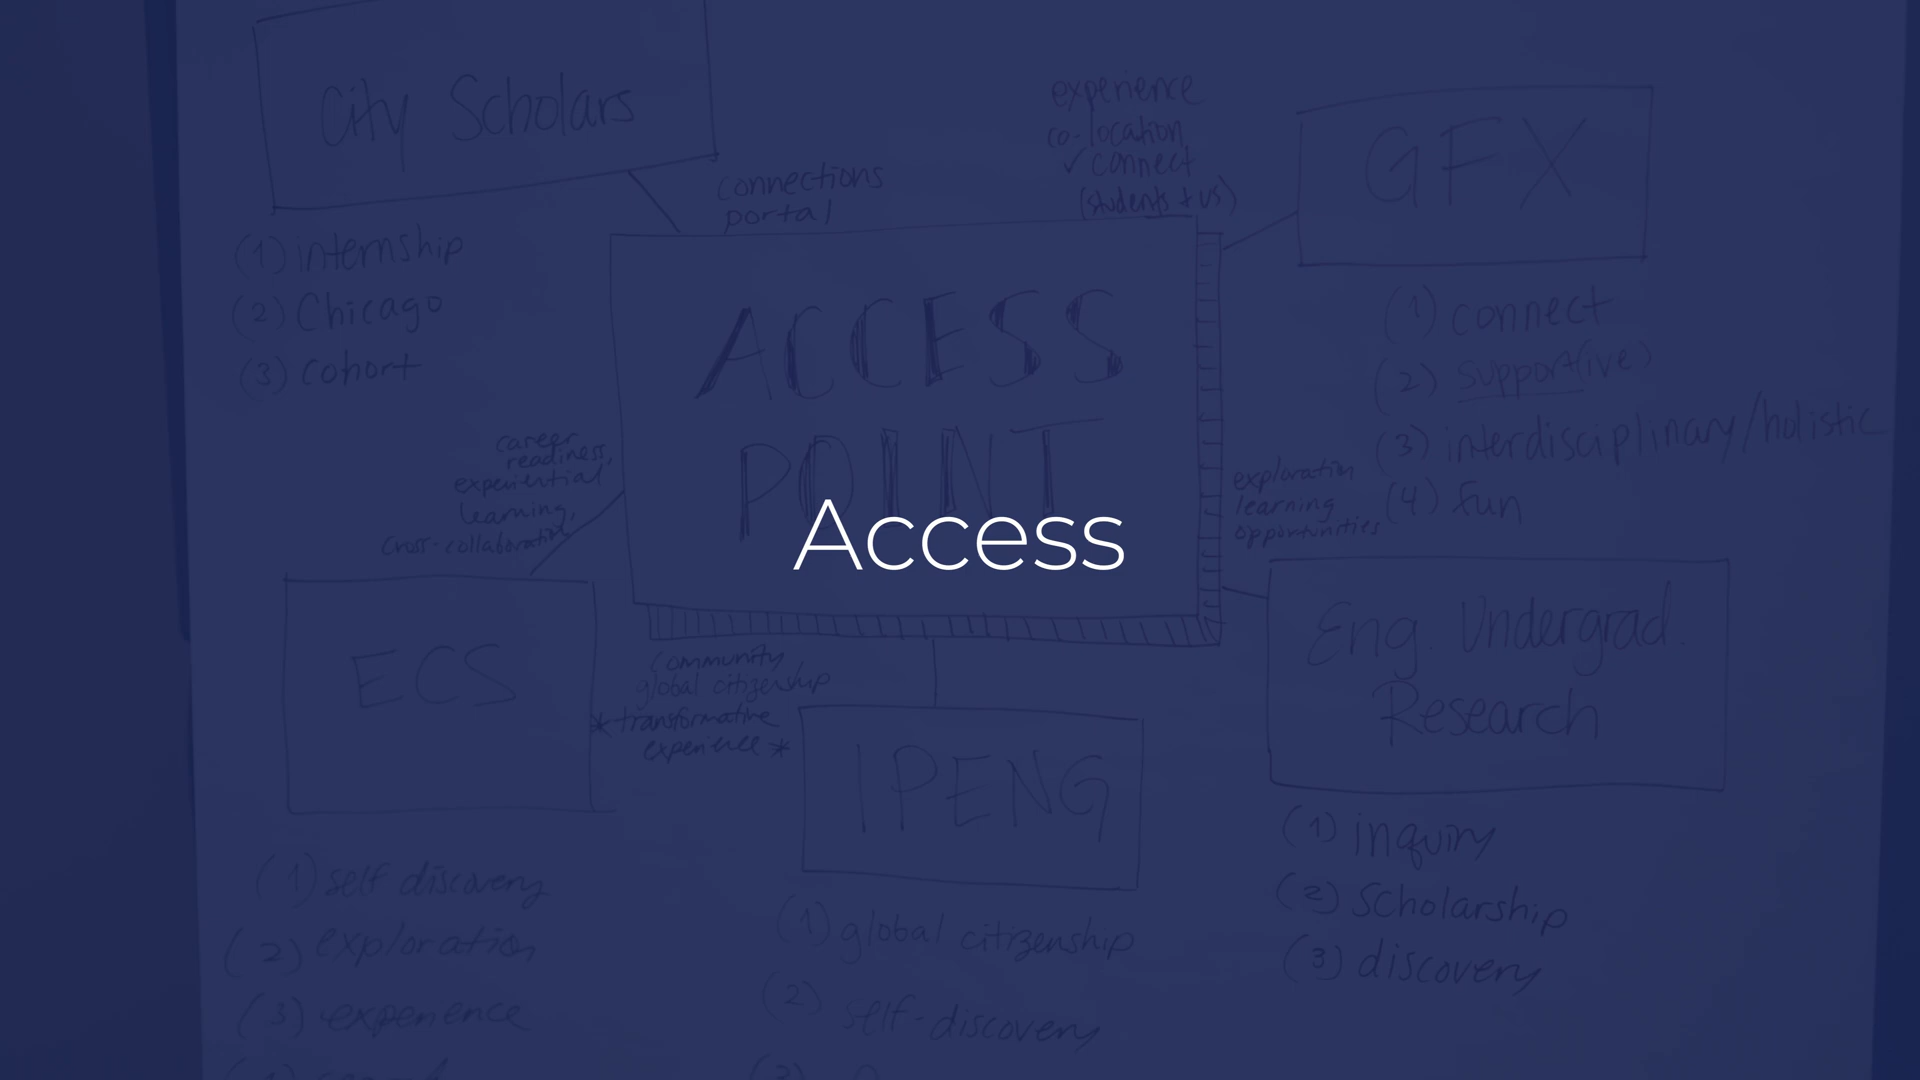 City Scholars
(1) internship
(2) Chicago
(3) cohort
connections
portal
experience
co-location
✓ connect
(students + us)
GFX
(1) connect
(2) support(ive)
(3) interdisciplinary/holistic
(4) fun
ACCESS
POINT
Access
career
readiness,
experiential
learning,
cross-collaboration
exploration
learning
opportunities
ECS
(1) self discovery
(2) exploration
(3) experience
community
global citizenship
* transformative
experience *
IPENG
(1) global citizenship
(2) self-discovery
Eng. Undergrad.
Research
(1) inquiry
(2) Scholarship
(3) discovery